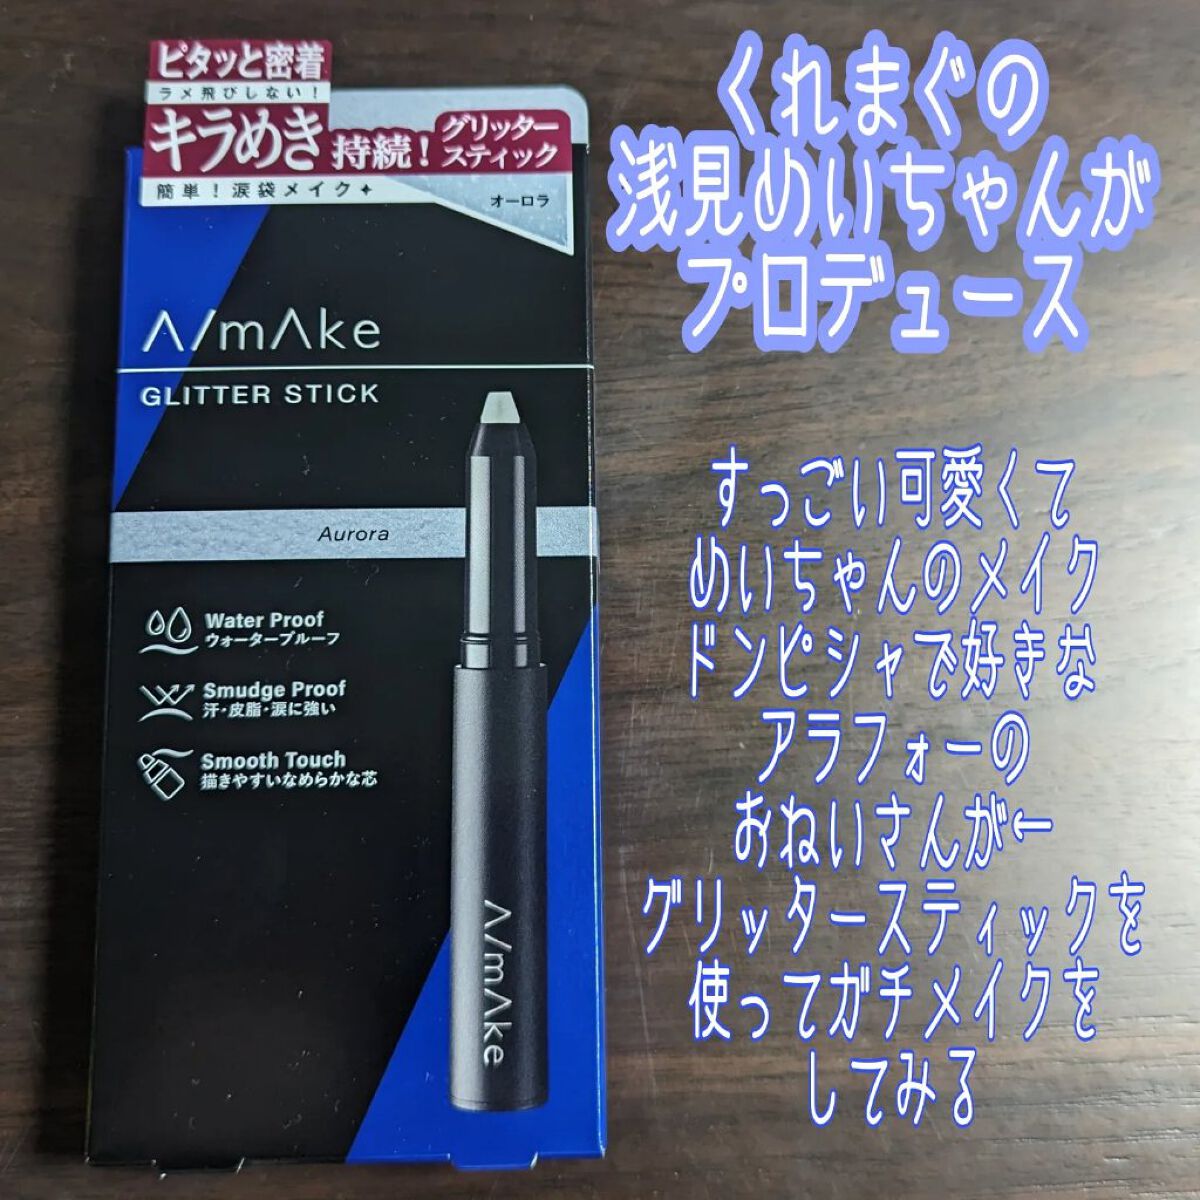 ピタッと密着
ラメ飛びしない!
キラめき持続!
グリッター
スティック
簡単!涙袋メイク✦
オーロラ
Λ/mΛke
GLITTER STICK
Aurora
Water Proof
ウォータープルーフ
Smudge Proof
汗・皮脂・涙に強い
Smooth Touch
描きやすいなめらかな芯
Λ/mΛke
くれまぐの
浅見めいちゃんが
プロデュース
すっごい可愛くて
めいちゃんのメイク
ドンピシャで好きな
アラフォーの
おねいさんが←
グリッタースティックを
使ってガチメイクを
してみる